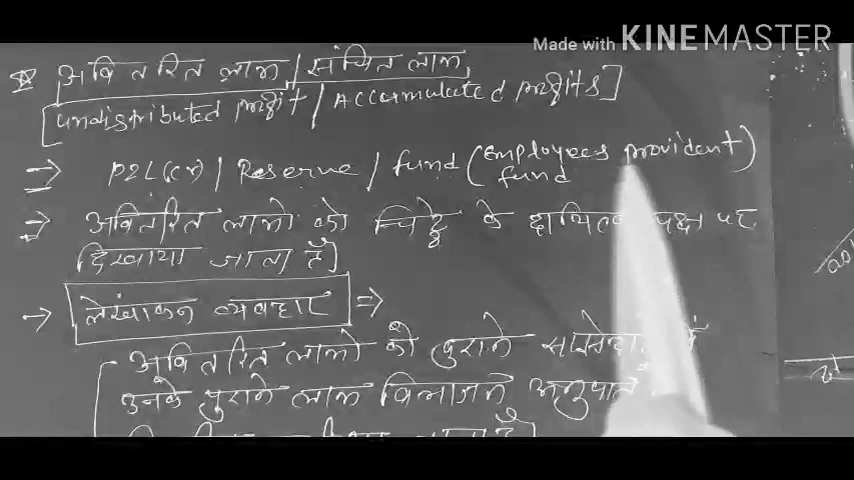 Made with KINEMASTER
* अवितरित लाभ/संचित लाभ
[undistributed profit / Accumulated profits]
⇒ P2L(cr) / Reserve / fund (employees provident
fund
⇒ अवितरित लाभो को चिट्ठे के दायित्व पक्ष पर
दिखाया जाता है)
→ लेखांकन व्यवहार ⇒
[अवितरित लाभो को पुराने
उनके पुराने लाभ विभाजन अनुपात